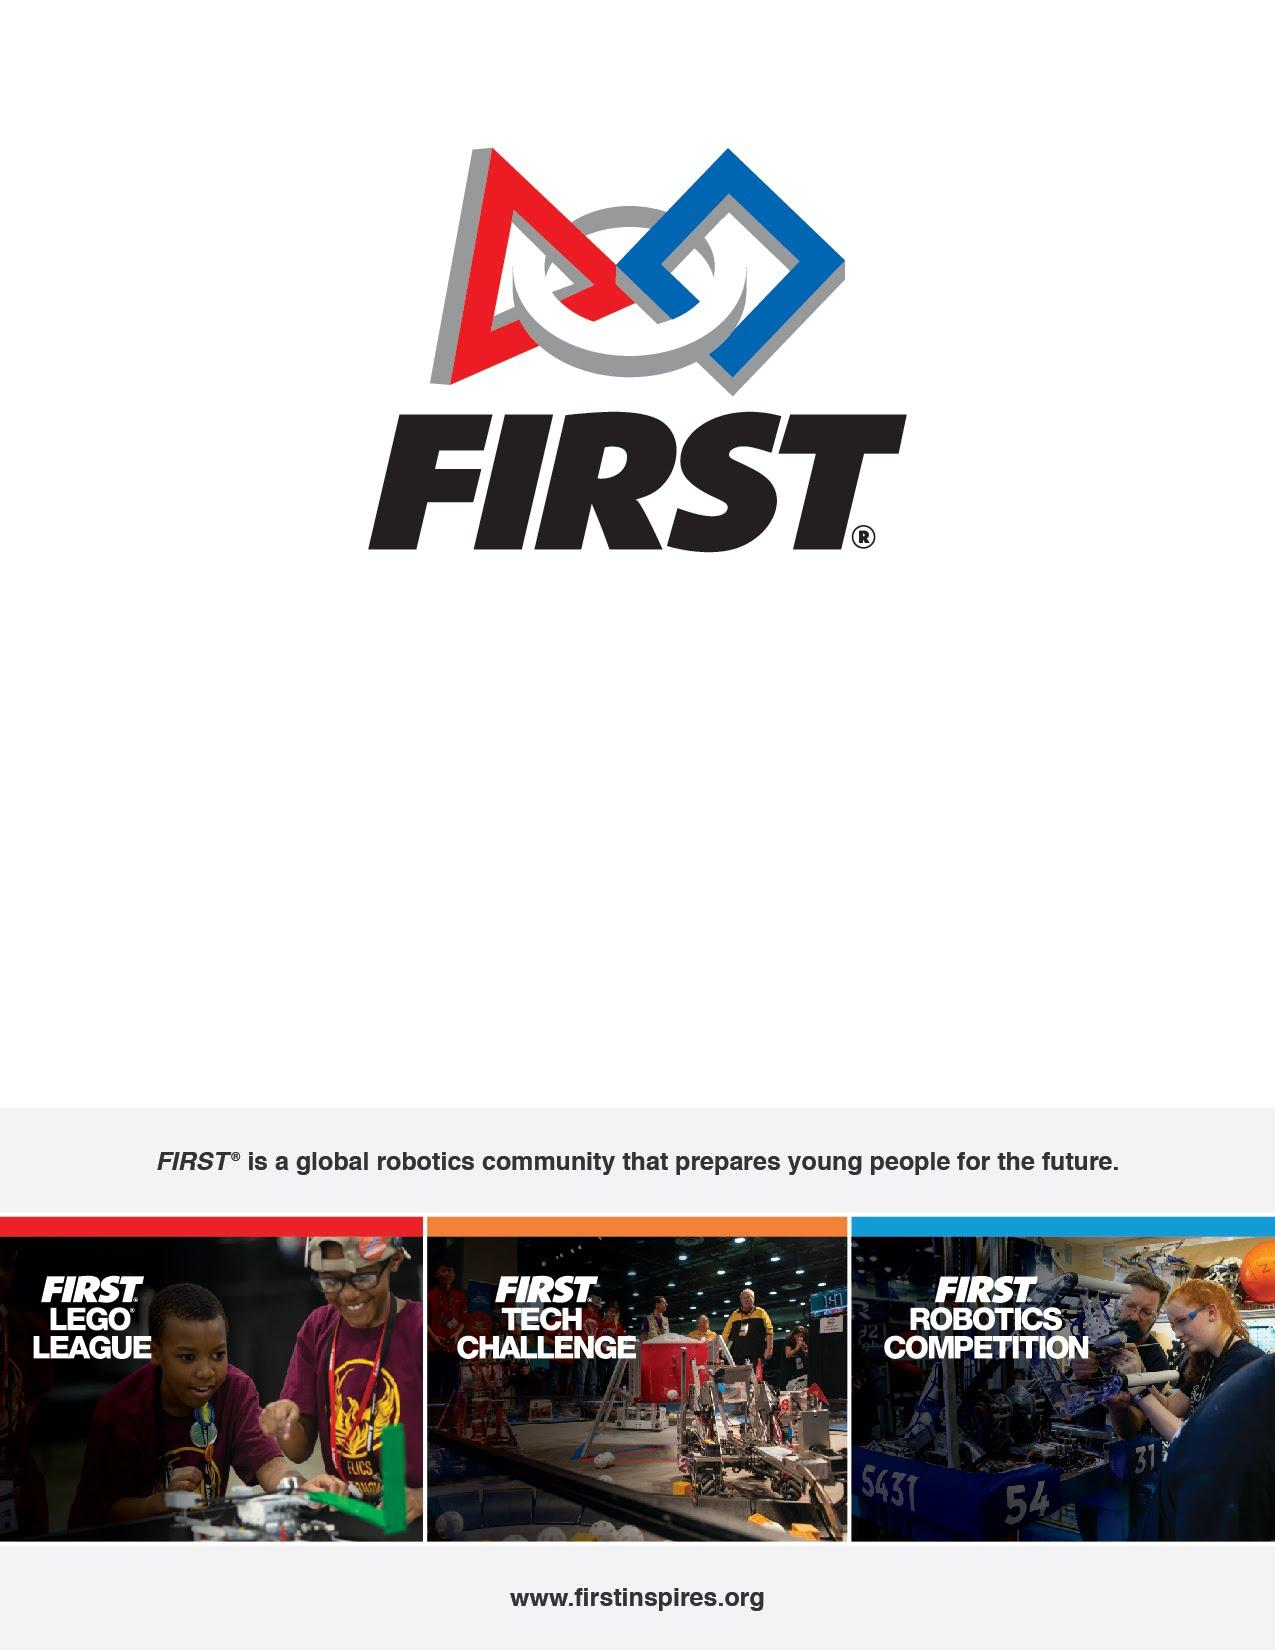 FIRST®
FIRST® is a global robotics community that prepares young people for the future.
FIRST®
LEGO®
LEAGUE
FIRST®
TECH
CHALLENGE
FIRST®
ROBOTICS
COMPETITION
FLICS
5431
54
31
www.firstinspires.org